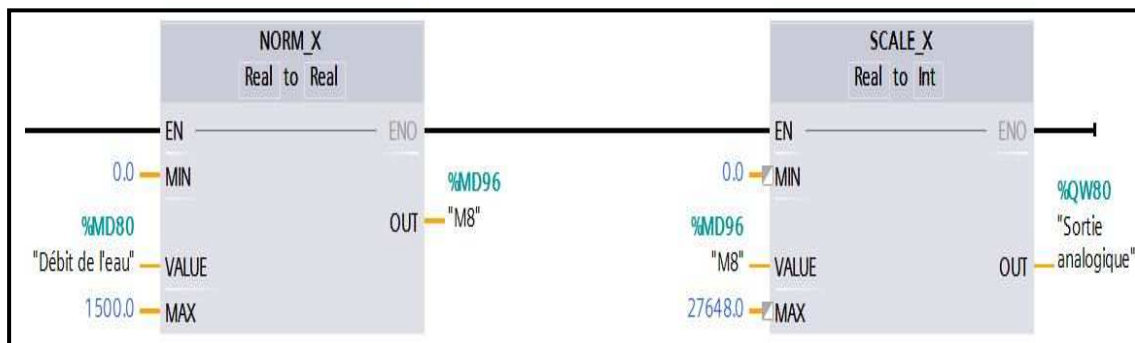 NORM_X
Real to Real
EN
ENO
0.0
MIN
%MD96
"M8"
OUT
%MD80
"Débit de l'eau"
VALUE
1500.0
MAX
SCALE_X
Real to Int
EN
ENO
0.0
MIN
%QW80
"Sortie
analogique"
OUT
%MD96
"M8"
VALUE
27648.0
MAX